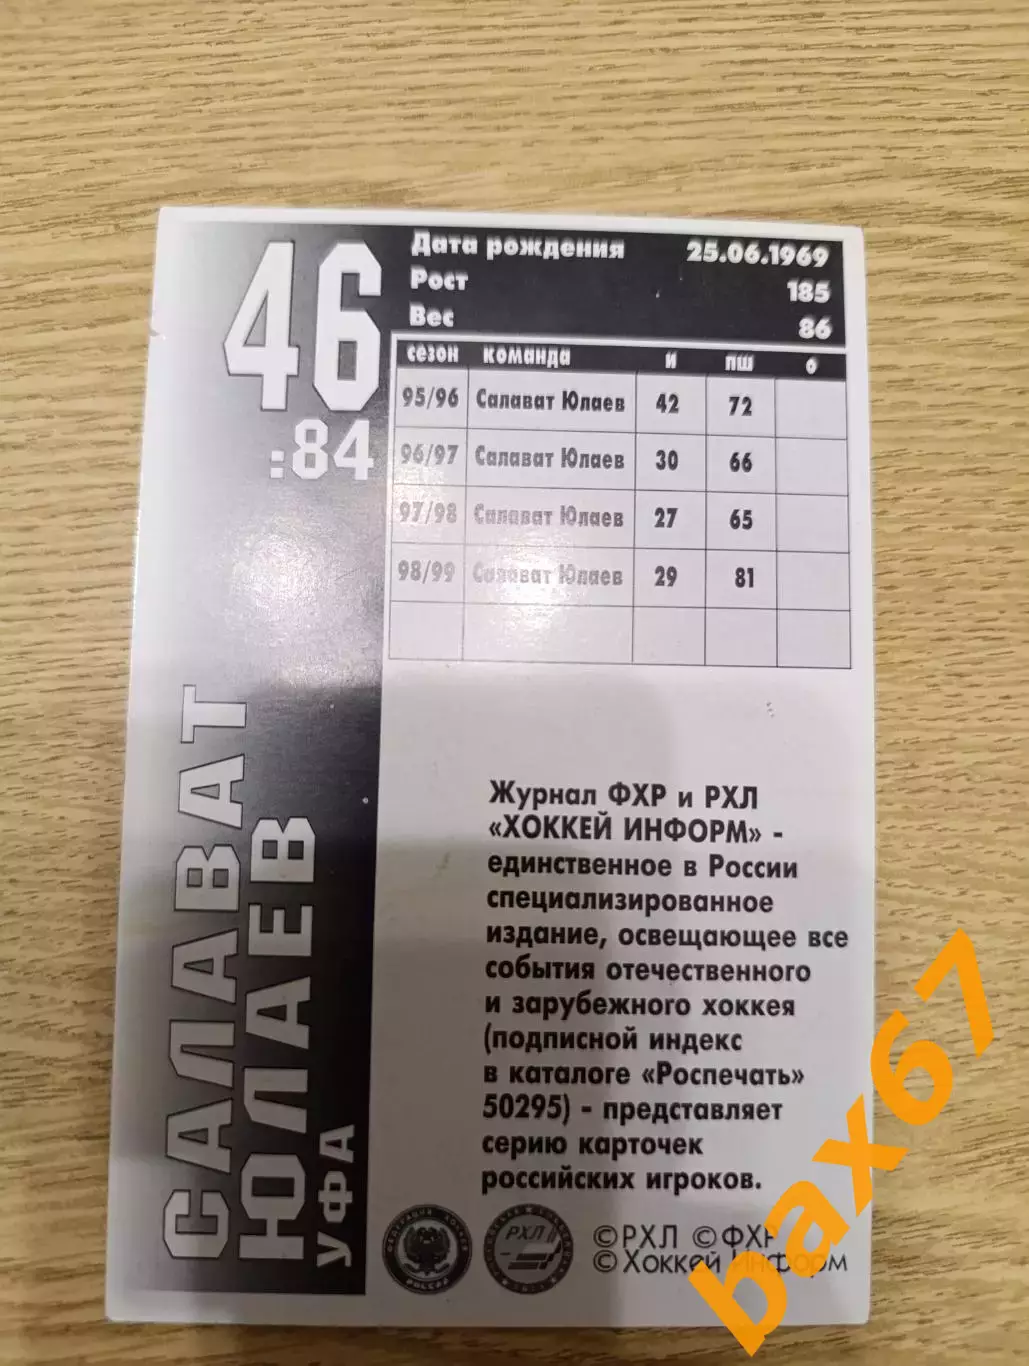 46
:84
Дата рождения 25.06.1969
Рост 185
Вес 86
сезон команда и пш о
95/96 Салават Юлаев 42 72
96/97 Салават Юлаев 30 66
97/98 Салават Юлаев 27 65
98/99 Салават Юлаев 29 81
САЛАВАТ
ЮЛАЕВ
УФА
Журнал ФХР и РХЛ
«ХОККЕЙ ИНФОРМ» -
единственное в России
специализированное
издание, освещающее все
события отечественного
и зарубежного хоккея
(подписной индекс
в каталоге «Роспечать»
50295) - представляет
серию карточек
российских игроков.
РОССИИ
РХЛ
©РХЛ ©ФХР
©Хоккей Информ
bax67